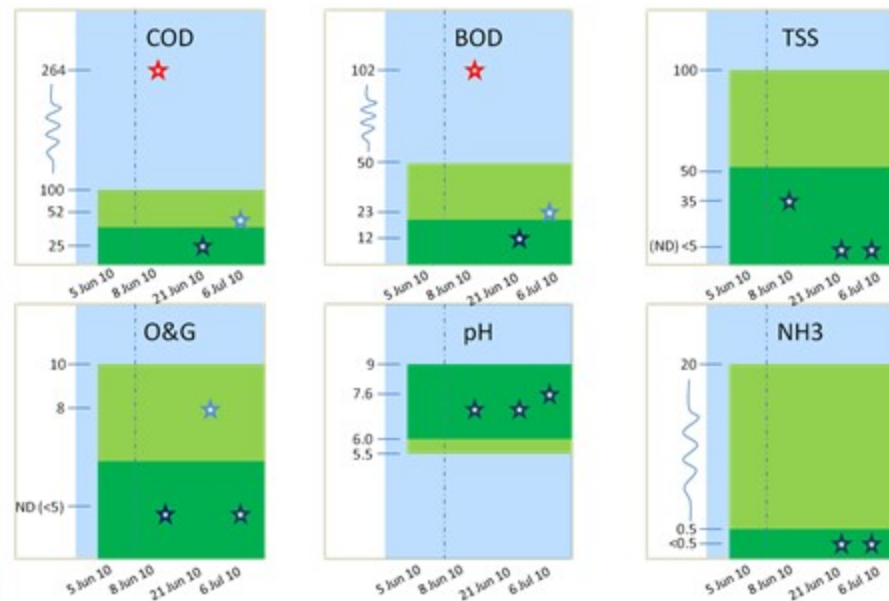 COD
264
100
52
25
5 Jun 10
8 Jun 10
21 Jun 10
6 Jul 10
BOD
102
50
23
12
5 Jun 10
8 Jun 10
21 Jun 10
6 Jul 10
TSS
100
50
35
(ND) <5
5 Jun 10
8 Jun 10
21 Jun 10
6 Jul 10
O&G
10
8
ND (<5)
5 Jun 10
8 Jun 10
21 Jun 10
6 Jul 10
pH
9
7.6
6.0
5.5
5 Jun 10
8 Jun 10
21 Jun 10
6 Jul 10
NH3
20
0.5
<0.5
5 Jun 10
8 Jun 10
21 Jun 10
6 Jul 10